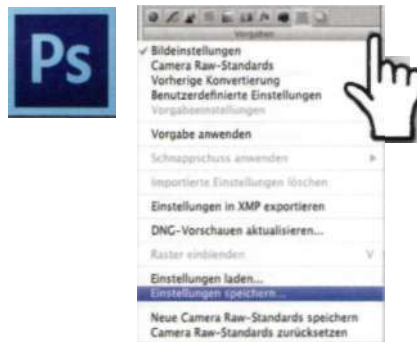 Ps
Vorgaben
Bildeinstellungen
Camera Raw-Standards
Vorherige Konvertierung
Benutzerdefinierte Einstellungen
Vorgabeeinstellungen
Vorgabe anwenden
Schnappschuss anwenden
Importierte Einstellungen löschen
Einstellungen in XMP exportieren
DNG-Vorschauen aktualisieren...
Raster einblenden V
Einstellungen laden...
Einstellungen speichern...
Neue Camera Raw-Standards speichern
Camera Raw-Standards zurücksetzen